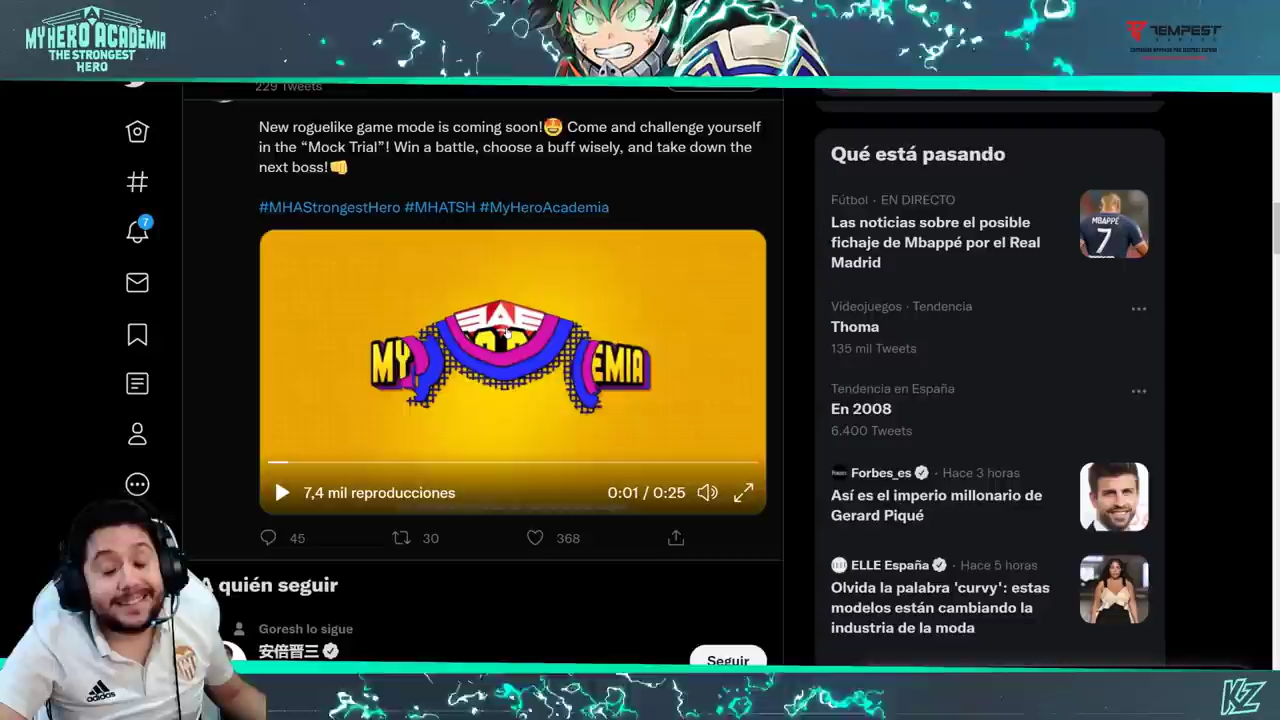 MY HERO ACADEMIA
THE STRONGEST
HERO
TEMPEST
229 Tweets
New roguelike game mode is coming soon!🤩 Come and challenge yourself
in the “Mock Trial”! Win a battle, choose a buff wisely, and take down the
next boss!👊
#MHAStrongestHero #MHATSH #MyHeroAcademia
MY
EMIA
7,4 mil reproducciones
0:01 / 0:25
45
30
368
A quién seguir
Goresh lo sigue
安倍晋三
Seguir
7
Qué está pasando
Fútbol · EN DIRECTO
Las noticias sobre el posible
fichaje de Mbappé por el Real
Madrid
MBAPPÉ
7
Videojuegos · Tendencia
Thoma
135 mil Tweets
Tendencia en España
En 2008
6.400 Tweets
Forbes_es · Hace 3 horas
Así es el imperio millonario de
Gerard Piqué
ELLE España · Hace 5 horas
Olvida la palabra 'curvy': estas
modelos están cambiando la
industria de la moda
adidas
KZ